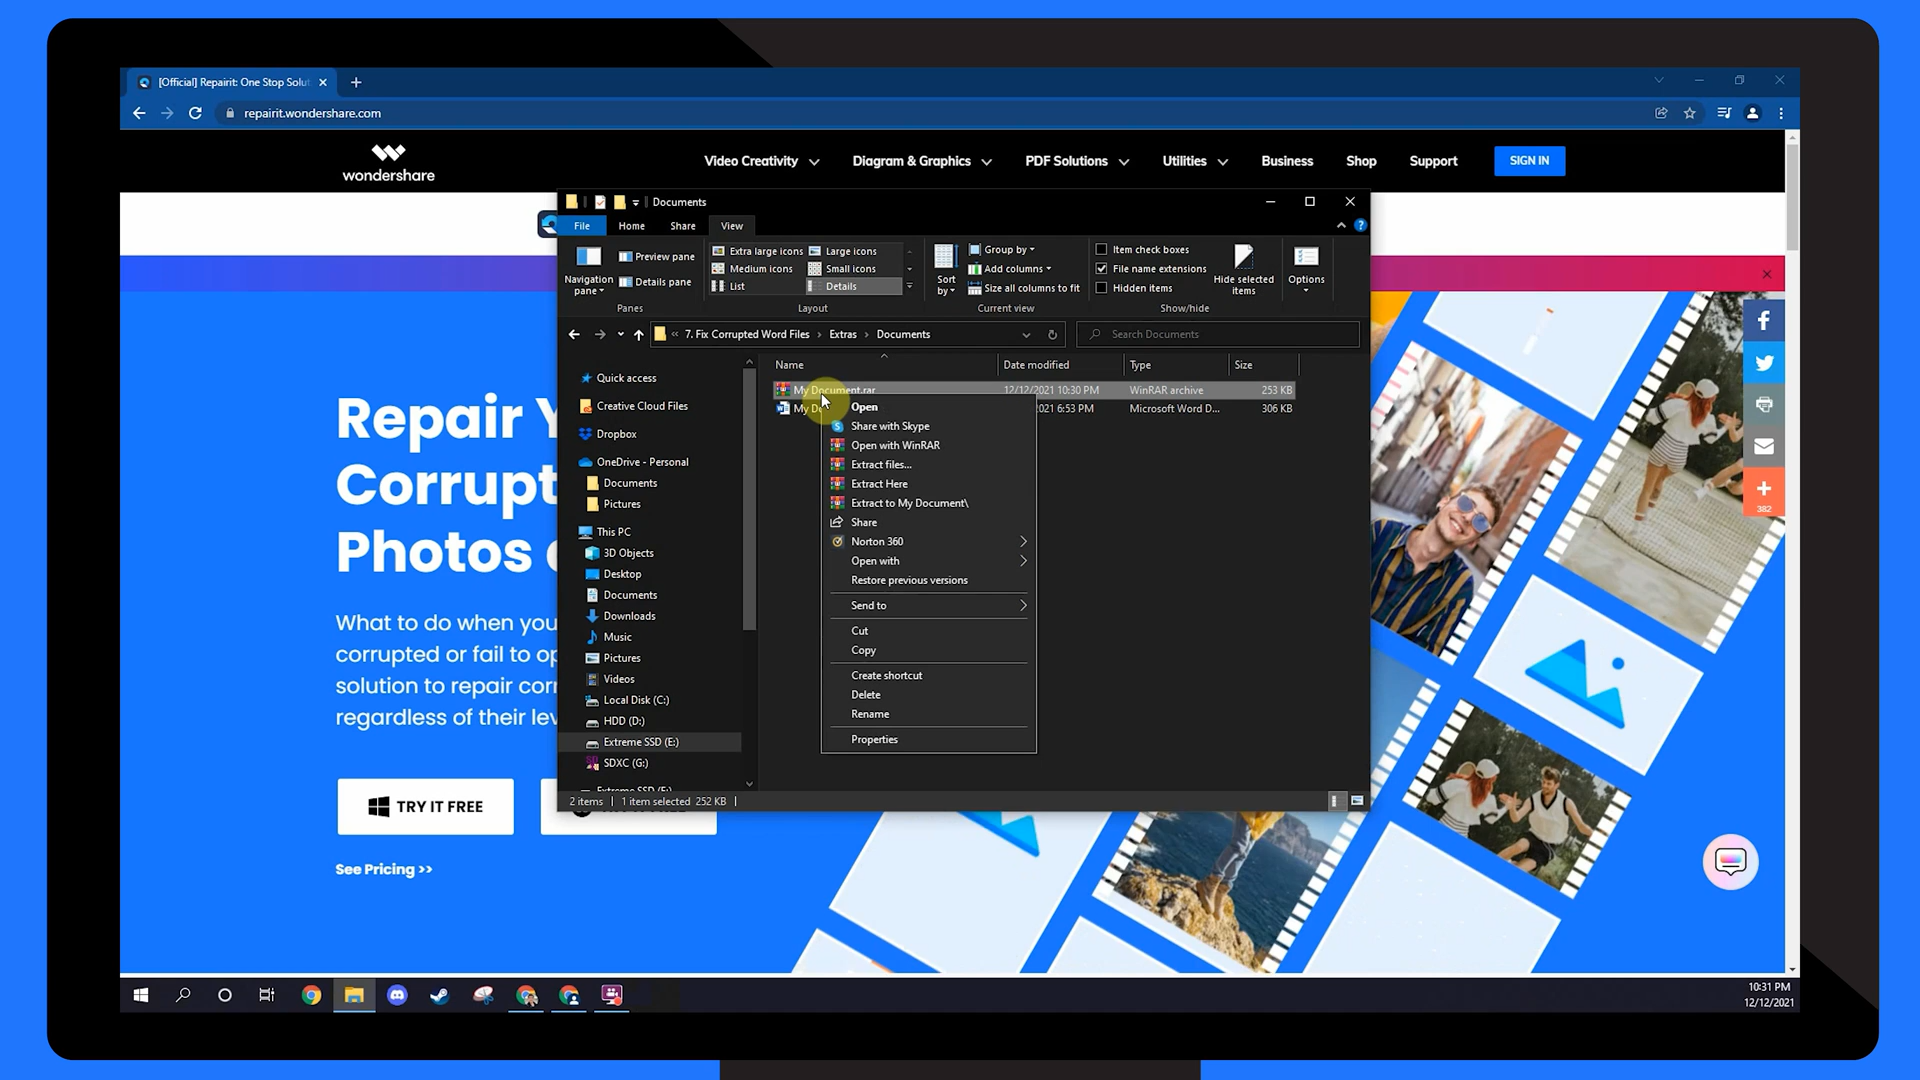 [Official] Repairit: One Stop Solut
repairit.wondershare.com
wondershare
Video Creativity
Diagram & Graphics
PDF Solutions
Utilities
Business
Shop
Support
SIGN IN
Documents
File
Home
Share
View
Navigation pane
Preview pane
Details pane
Panes
Extra large icons
Large icons
Medium icons
Small icons
List
Details
Layout
Sort by
Group by
Add columns
Size all columns to fit
Current view
Item check boxes
File name extensions
Hidden items
Hide selected items
Show/hide
Options
« 7. Fix Corrupted Word Files › Extras › Documents
Search Documents
Name
Date modified
Type
Size
My Document.rar
12/12/2021 10:30 PM
WinRAR archive
253 KB
My D
2021 6:53 PM
Microsoft Word D...
306 KB
Quick access
Creative Cloud Files
Dropbox
OneDrive - Personal
Documents
Pictures
This PC
3D Objects
Desktop
Documents
Downloads
Music
Pictures
Videos
Local Disk (C:)
HDD (D:)
Extreme SSD (E:)
SDXC (G:)
Open
Share with Skype
Open with WinRAR
Extract files...
Extract Here
Extract to My Document\
Share
Norton 360
Open with
Restore previous versions
Send to
Cut
Copy
Create shortcut
Delete
Rename
Properties
2 items
1 item selected 252 KB
Repair Y
Corrupt
Photos
What to do when you
corrupted or fail to op
solution to repair cor
regardless of their lev
TRY IT FREE
See Pricing >>
382
10:31 PM
12/12/2021